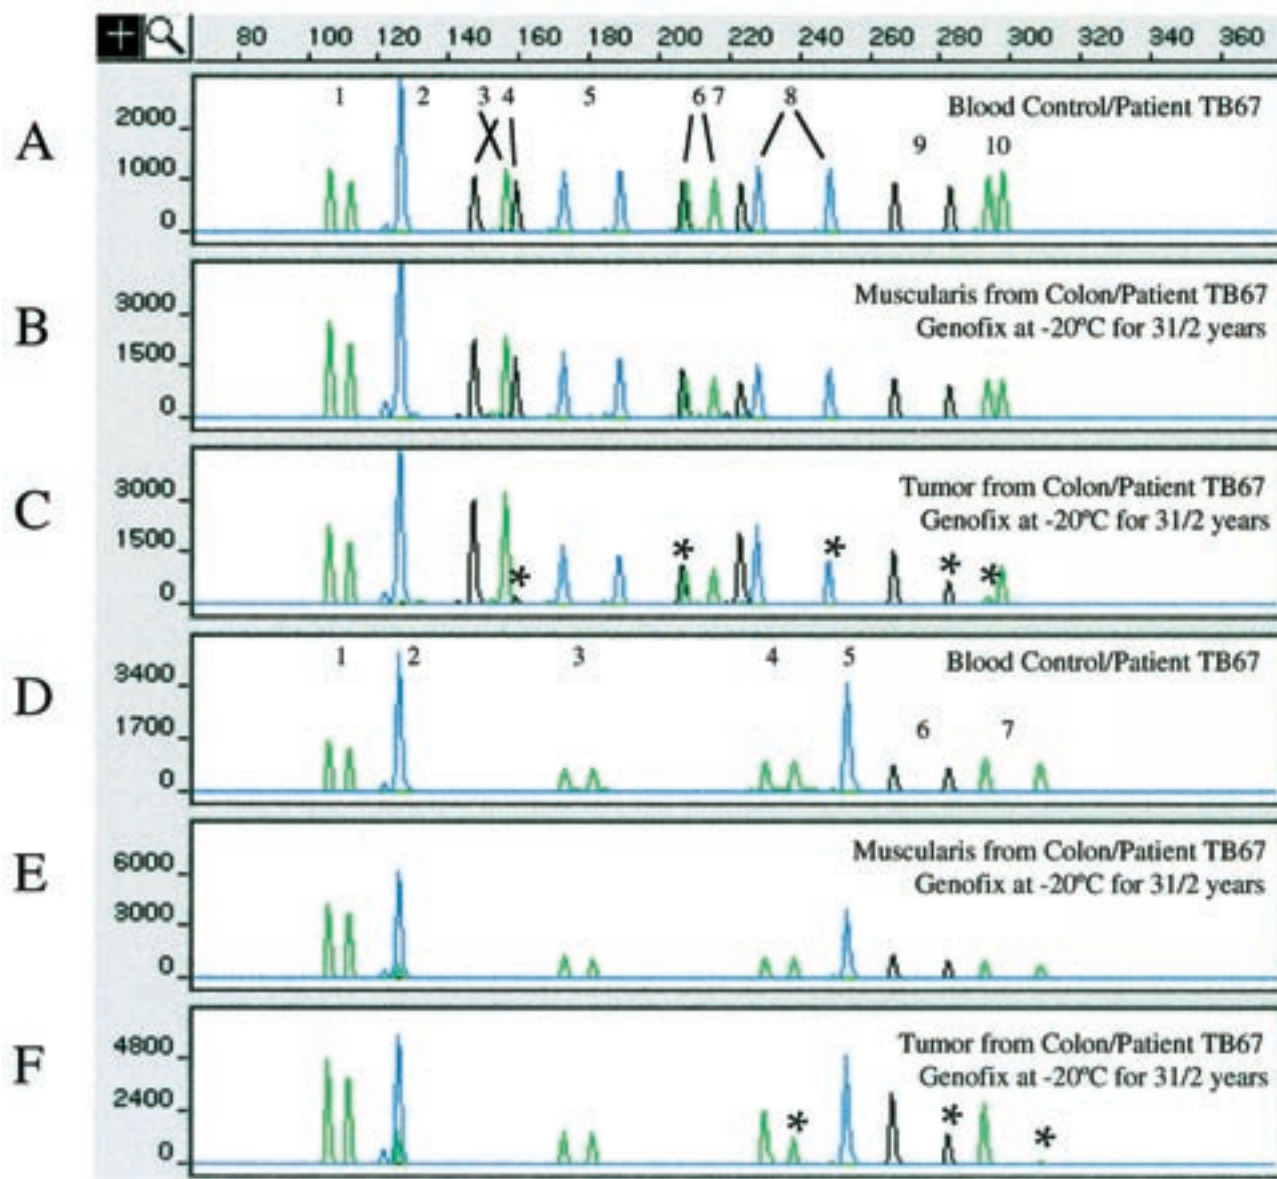 80 100 120 140 160 180 200 220 240 260 280 300 320 340 360
A
2000
1000
0
1 2 3 4 5 6 7 8 9 10
Blood Control/Patient TB67
B
3000
1500
0
Muscularis from Colon/Patient TB67
Genofix at -20°C for 31/2 years
C
3000
1500
0
Tumor from Colon/Patient TB67
Genofix at -20°C for 31/2 years
* * * * *
D
3400
1700
0
1 2 3 4 5 6 7
Blood Control/Patient TB67
E
6000
3000
0
Muscularis from Colon/Patient TB67
Genofix at -20°C for 31/2 years
F
4800
2400
0
Tumor from Colon/Patient TB67
Genofix at -20°C for 31/2 years
* * *